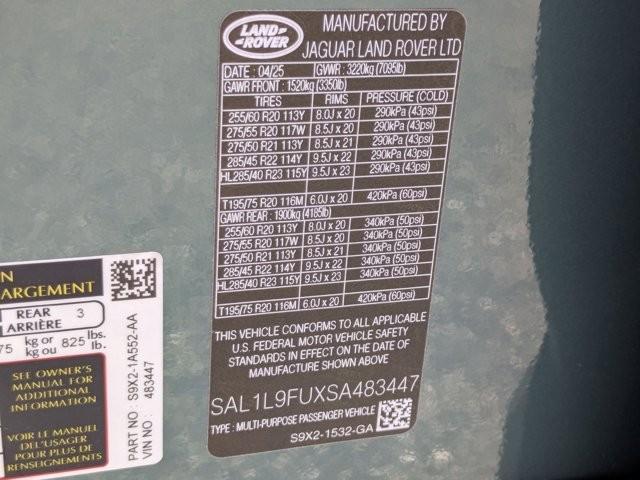 LAND
ROVER
MANUFACTURED BY
JAGUAR LAND ROVER LTD
DATE : 04/25 GVWR : 3220kg (7095lb)
GAWR FRONT : 1520kg (3350lb)
TIRES RIMS PRESSURE (COLD)
255/60 R20 113Y 8.0J x 20 290kPa (43psi)
275/55 R20 117W 8.5J x 20 290kPa (43psi)
275/50 R21 113Y 8.5J x 21 290kPa (43psi)
285/45 R22 114Y 9.5J x 22 290kPa (43psi)
HL285/40 R23 115Y 9.5J x 23 290kPa (43psi)
T195/75 R20 116M 6.0J x 20 420kPa (60psi)
GAWR REAR : 1900kg (4185lb)
255/60 R20 113Y 8.0J x 20 340kPa (50psi)
275/55 R20 117W 8.5J x 20 340kPa (50psi)
275/50 R21 113Y 8.5J x 21 340kPa (50psi)
285/45 R22 114Y 9.5J x 22 340kPa (50psi)
HL285/40 R23 115Y 9.5J x 23 340kPa (50psi)
T195/75 R20 116M 6.0J x 20 420kPa (60psi)
THIS VEHICLE CONFORMS TO ALL APPLICABLE
U.S. FEDERAL MOTOR VEHICLE SAFETY
STANDARDS IN EFFECT ON THE DATE OF
MANUFACTURE SHOWN ABOVE
SAL1L9FUXSA483447
TYPE : MULTI-PURPOSE PASSENGER VEHICLE
S9X2-1532-GA
N
ARGEMENT
REAR 3
ARRIÈRE
75 kg or 825 lbs.
kg ou lb.
SEE OWNER'S
MANUAL FOR
ADDITIONAL
INFORMATION
VOIR LE MANUEL
DE L'USAGER
POUR PLUS DE
RENSEIGNEMENTS
PART NO : S9X2-1A552-AA
VIN NO : 483447